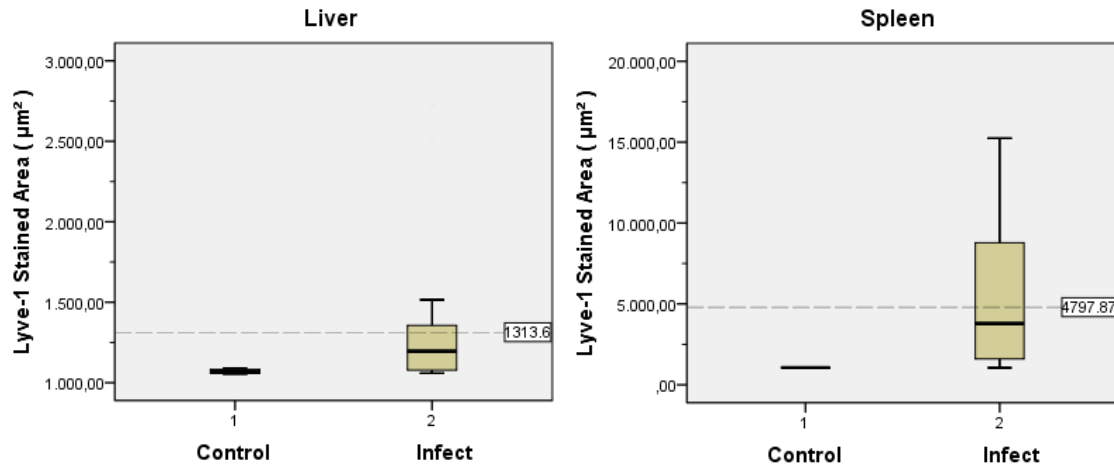 Liver
Lyve-1 Stained Area ( µm² )
3.000,00
2.500,00
2.000,00
1.500,00
1.000,00
1313.6
1
2
Control
Infect
Spleen
Lyve-1 Stained Area ( µm² )
20.000,00
15.000,00
10.000,00
5.000,00
,00
4797.87
1
2
Control
Infect